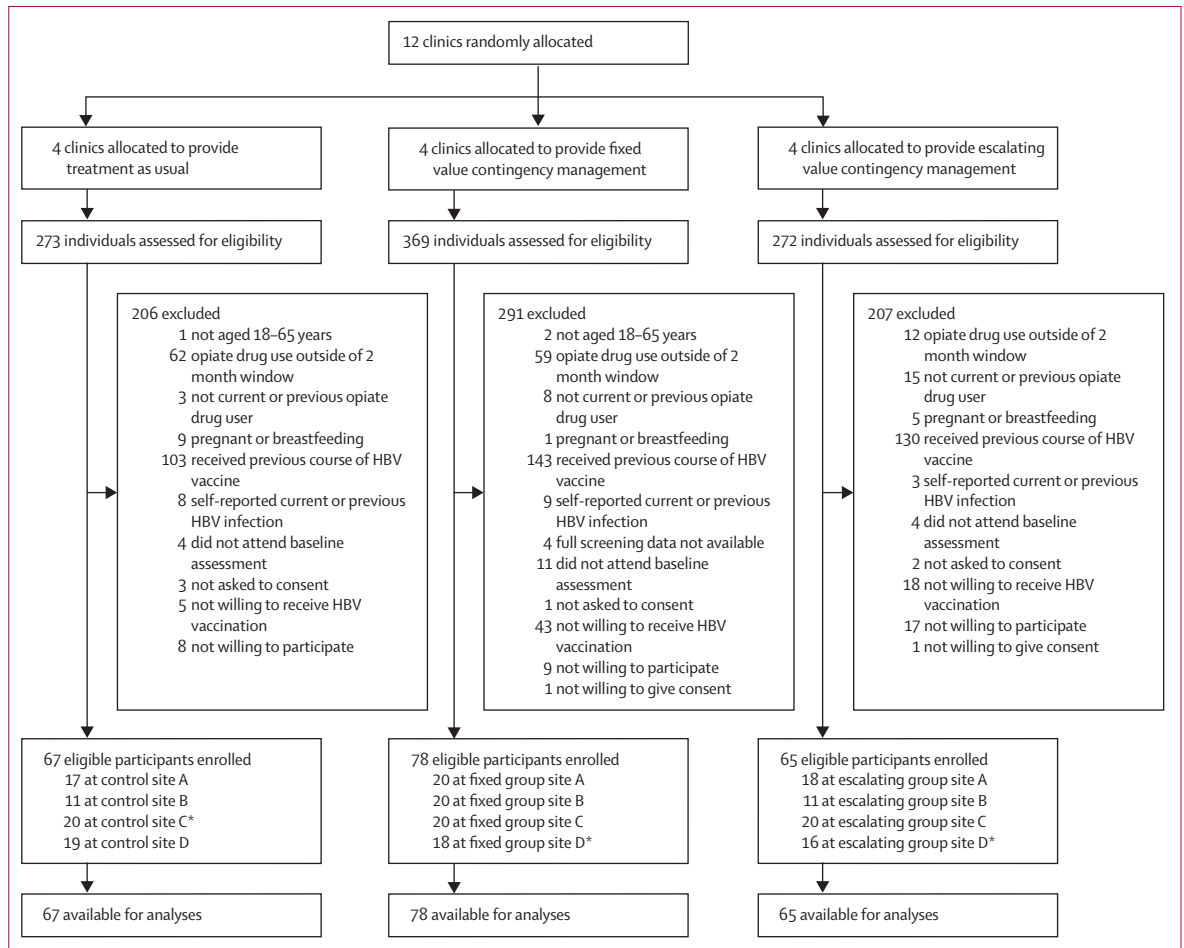 12 clinics randomly allocated
4 clinics allocated to provide
treatment as usual
4 clinics allocated to provide fixed
value contingency management
4 clinics allocated to provide escalating
value contingency management
273 individuals assessed for eligibility
369 individuals assessed for eligibility
272 individuals assessed for eligibility
206 excluded
1 not aged 18–65 years
62 opiate drug use outside of 2
month window
3 not current or previous opiate
drug user
9 pregnant or breastfeeding
103 received previous course of HBV
vaccine
8 self-reported current or previous
HBV infection
4 did not attend baseline
assessment
3 not asked to consent
5 not willing to receive HBV
vaccination
8 not willing to participate
291 excluded
2 not aged 18–65 years
59 opiate drug use outside of 2
month window
8 not current or previous opiate
drug user
1 pregnant or breastfeeding
143 received previous course of HBV
vaccine
9 self-reported current or previous
HBV infection
4 full screening data not available
11 did not attend baseline
assessment
1 not asked to consent
43 not willing to receive HBV
vaccination
9 not willing to participate
1 not willing to give consent
207 excluded
12 opiate drug use outside of 2
month window
15 not current or previous opiate
drug user
5 pregnant or breastfeeding
130 received previous course of HBV
vaccine
3 self-reported current or previous
HBV infection
4 did not attend baseline
assessment
2 not asked to consent
18 not willing to receive HBV
vaccination
17 not willing to participate
1 not willing to give consent
67 eligible participants enrolled
17 at control site A
11 at control site B
20 at control site C*
19 at control site D
78 eligible participants enrolled
20 at fixed group site A
20 at fixed group site B
20 at fixed group site C
18 at fixed group site D*
65 eligible participants enrolled
18 at escalating group site A
11 at escalating group site B
20 at escalating group site C
16 at escalating group site D*
67 available for analyses
78 available for analyses
65 available for analyses